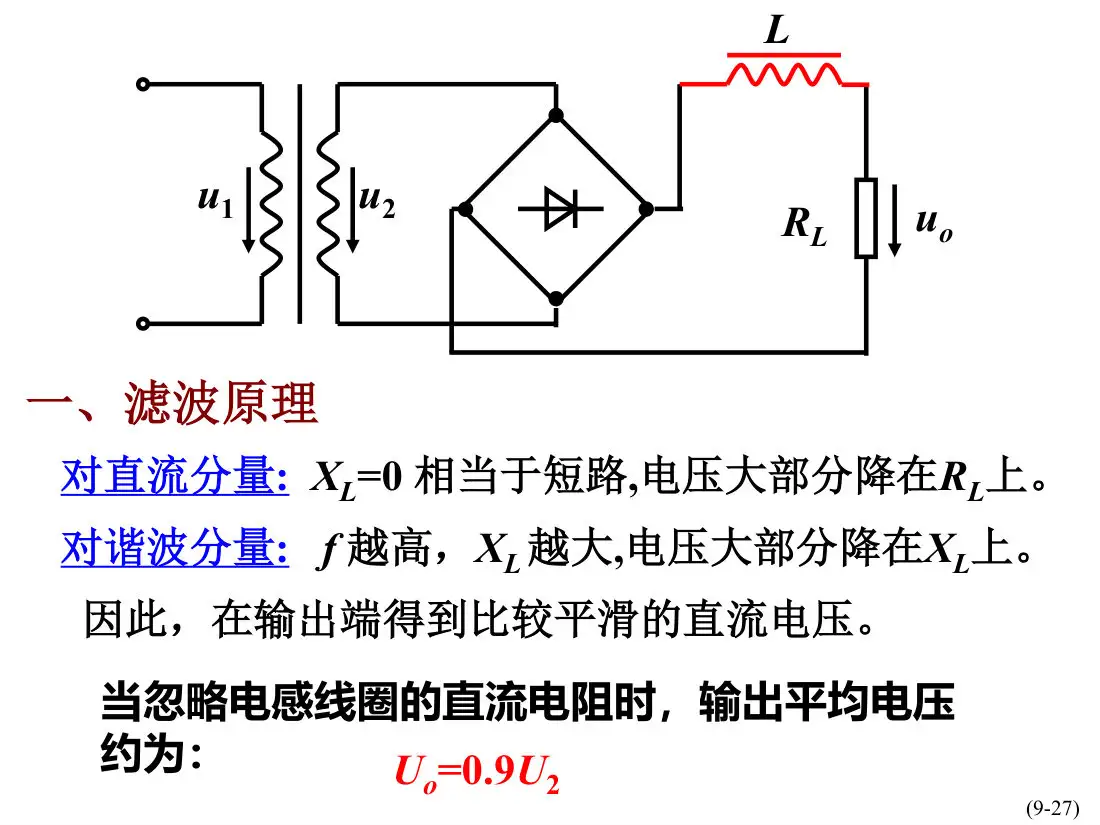 L
u1
u2
RL
uo
一、滤波原理
对直流分量: XL=0 相当于短路,电压大部分降在RL上。
对谐波分量: f 越高，XL 越大,电压大部分降在XL上。
因此，在输出端得到比较平滑的直流电压。
当忽略电感线圈的直流电阻时，输出平均电压
约为：
Uo=0.9U2
(9-27)